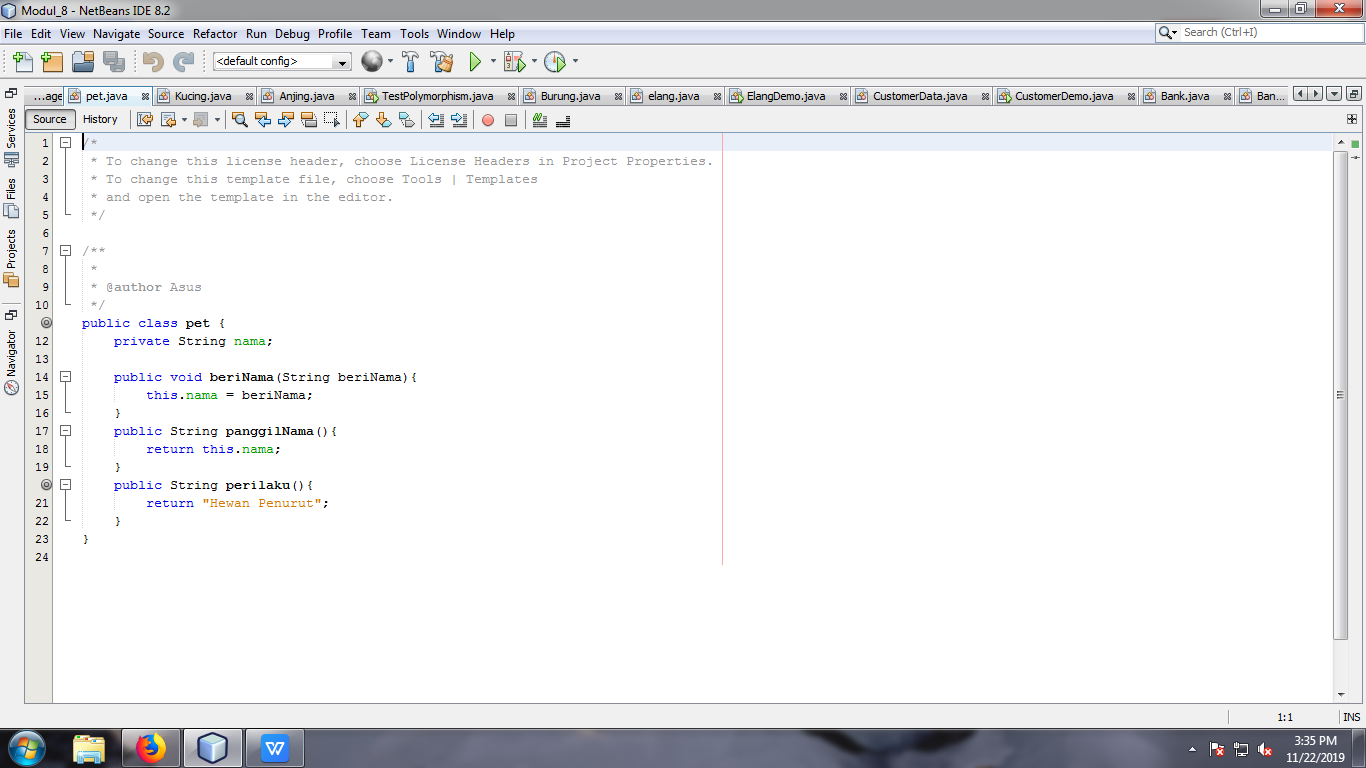 Modul_8 - NetBeans IDE 8.2
File Edit View Navigate Source Refactor Run Debug Profile Team Tools Window Help
Search (Ctrl+I)
<default config>
...age pet.java Kucing.java Anjing.java TestPolymorphism.java Burung.java elang.java ElangDemo.java CustomerData.java CustomerDemo.java Bank.java Ban...
Source History
Services
Files
Projects
Navigator
1 /*
2  * To change this license header, choose License Headers in Project Properties.
3  * To change this template file, choose Tools | Templates
4  * and open the template in the editor.
5  */
6
7 /**
8  *
9  * @author Asus
10  */
public class pet {
12     private String nama;
13
14     public void beriNama(String beriNama){
15         this.nama = beriNama;
16     }
17     public String panggilNama(){
18         return this.nama;
19     }
    public String perilaku(){
21         return "Hewan Penurut";
22     }
23 }
24
1:1 INS
W
3:35 PM
11/22/2019